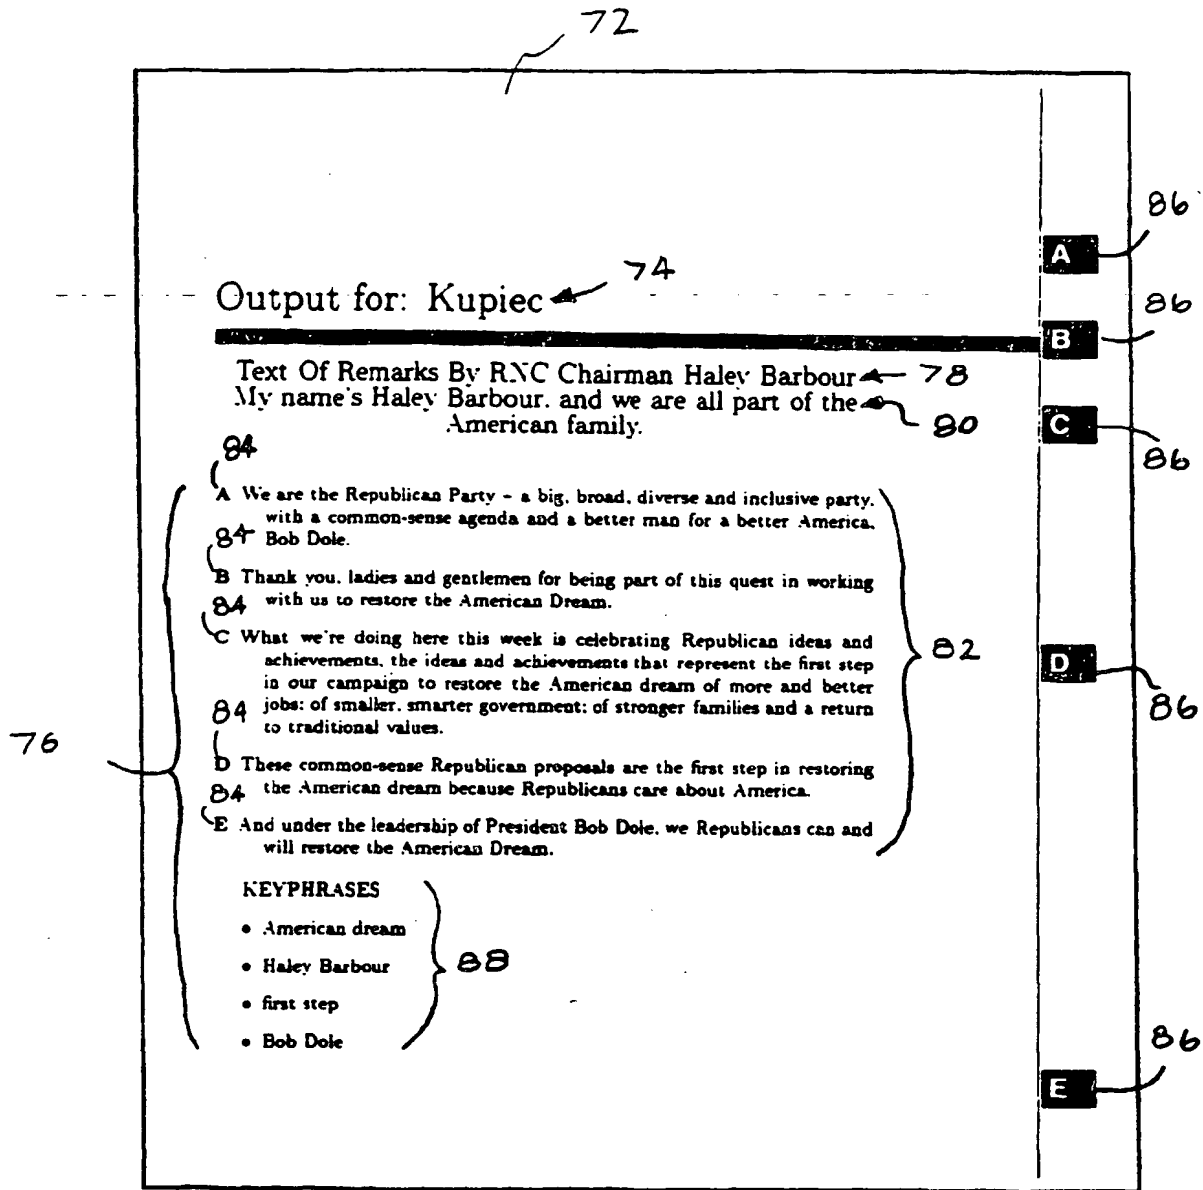 72
86
A
74
Output for: Kupiec
86
B
Text Of Remarks By RNC Chairman Haley Barbour
78
My name's Haley Barbour, and we are all part of the
80
American family.
C
86
84
A We are the Republican Party - a big, broad, diverse and inclusive party,
with a common-sense agenda and a better man for a better America,
84
Bob Dole.
B Thank you, ladies and gentlemen for being part of this quest in working
84
with us to restore the American Dream.
C What we're doing here this week is celebrating Republican ideas and
82
achievements, the ideas and achievements that represent the first step
in our campaign to restore the American dream of more and better
D
84
jobs; of smaller, smarter government; of stronger families and a return
86
to traditional values.
76
D These common-sense Republican proposals are the first step in restoring
84
the American dream because Republicans care about America.
E And under the leadership of President Bob Dole, we Republicans can and
will restore the American Dream.
KEYPHRASES
• American dream
• Haley Barbour
88
• first step
• Bob Dole
86
E